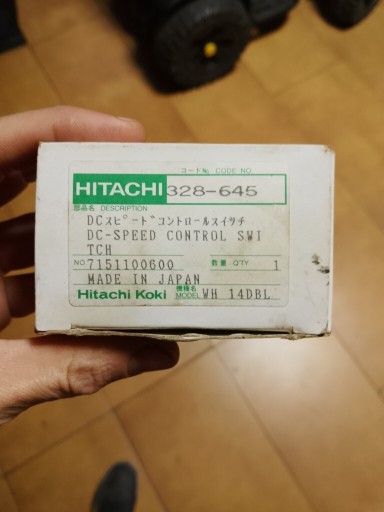 コードNo. CODE NO.
HITACHI 328-645
部品名 DESCRIPTION
DCスピードコントロールスイツチ
DC-SPEED CONTROL SWI
TCH
NO. 7151100600 数量 Q'TY 1
MADE IN JAPAN
Hitachi Koki 機種名 MODEL WH 14DBL